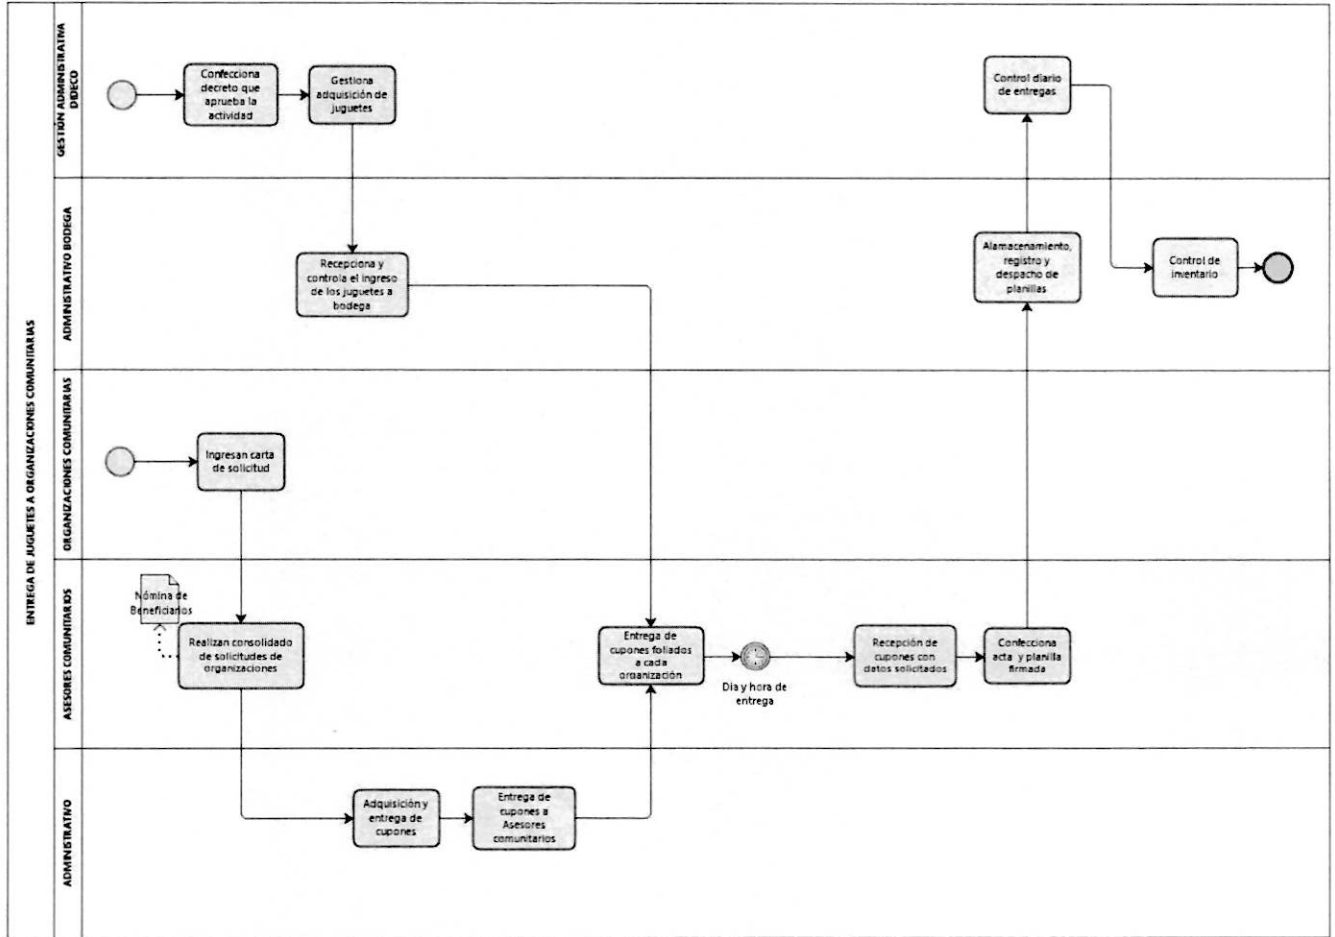 ENTREGA DE JUGUETES A ORGANIZACIONES COMUNITARIAS
GESTIÓN ADMINISTRATIVA
DIDECO
Confecciona
decreto que
aprueba la
actividad
Gestiona
adquisición de
juguetes
Control diario
de entregas
ADMINISTRATIVO BODEGA
Recepciona y
controla el ingreso
de los juguetes a
bodega
Alamacenamiento,
registro y
despacho de
planillas
Control de
inventario
ORGANIZACIONES COMUNITARIAS
Ingresan carta
de solicitud
ASESORES COMUNITARIOS
Nómina de
Beneficiarios
Realizan consolidado
de solicitudes de
organizaciones
Entrega de
cupones foliados
a cada
organización
Dia y hora de
entrega
Recepción de
cupones con
datos solicitados
Confecciona
acta y planilla
firmada
ADMINISTRATIVO
Adquisición y
entrega de
cupones
Entrega de
cupones a
Asesores
comunitarios